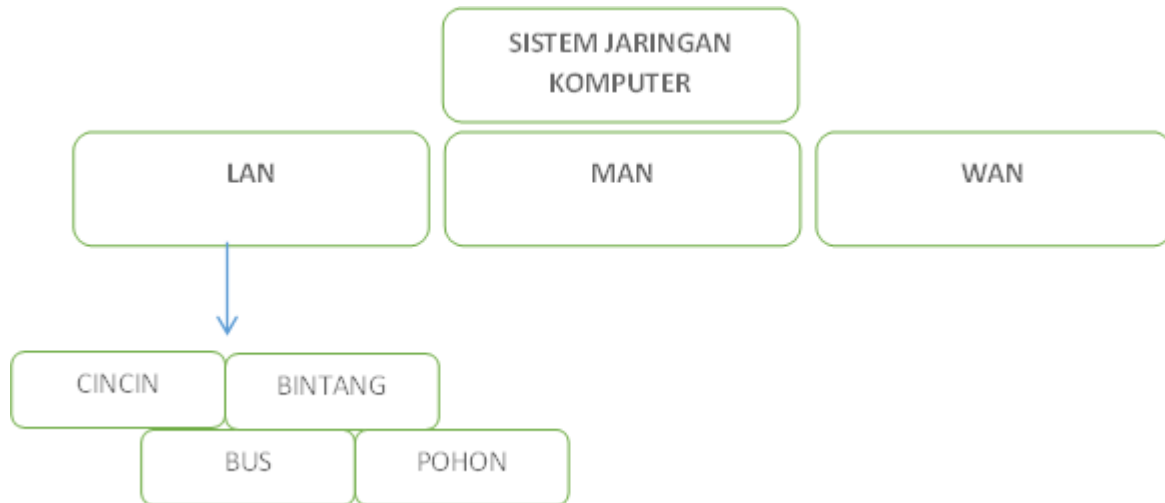 SISTEM JARINGAN
KOMPUTER
LAN
MAN
WAN
CINCIN
BINTANG
BUS
POHON